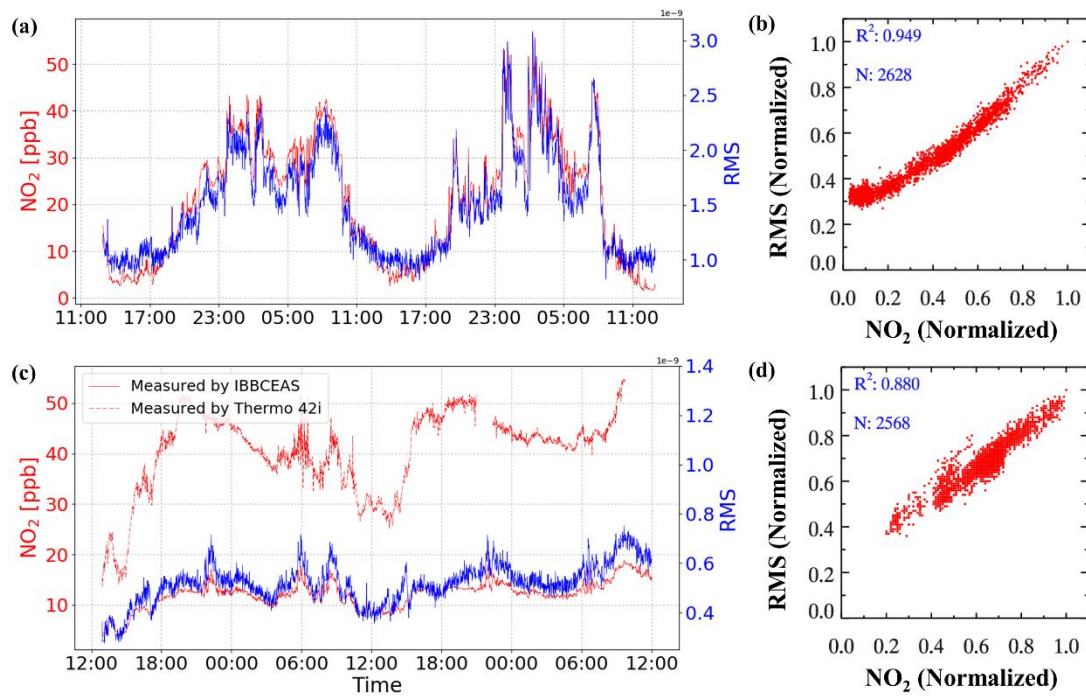 (a)
1e−9
NO2 [ppb]
50
40
30
20
10
0
3.0
2.5
2.0
1.5
1.0
RMS
11:00 17:00 23:00 05:00 11:00 17:00 23:00 05:00 11:00
(b)
R2: 0.949
N: 2628
RMS (Normalized)
1.0
0.8
0.6
0.4
0.2
0.0
0.0 0.2 0.4 0.6 0.8 1.0
NO2 (Normalized)
(c)
1e−9
Measured by IBBCEAS
Measured by Thermo 42i
NO2 [ppb]
50
40
30
20
10
1.4
1.2
1.0
0.8
0.6
0.4
RMS
12:00 18:00 00:00 06:00 12:00 18:00 00:00 06:00 12:00
Time
(d)
R2: 0.880
N: 2568
RMS (Normalized)
1.0
0.8
0.6
0.4
0.2
0.0
0.0 0.2 0.4 0.6 0.8 1.0
NO2 (Normalized)